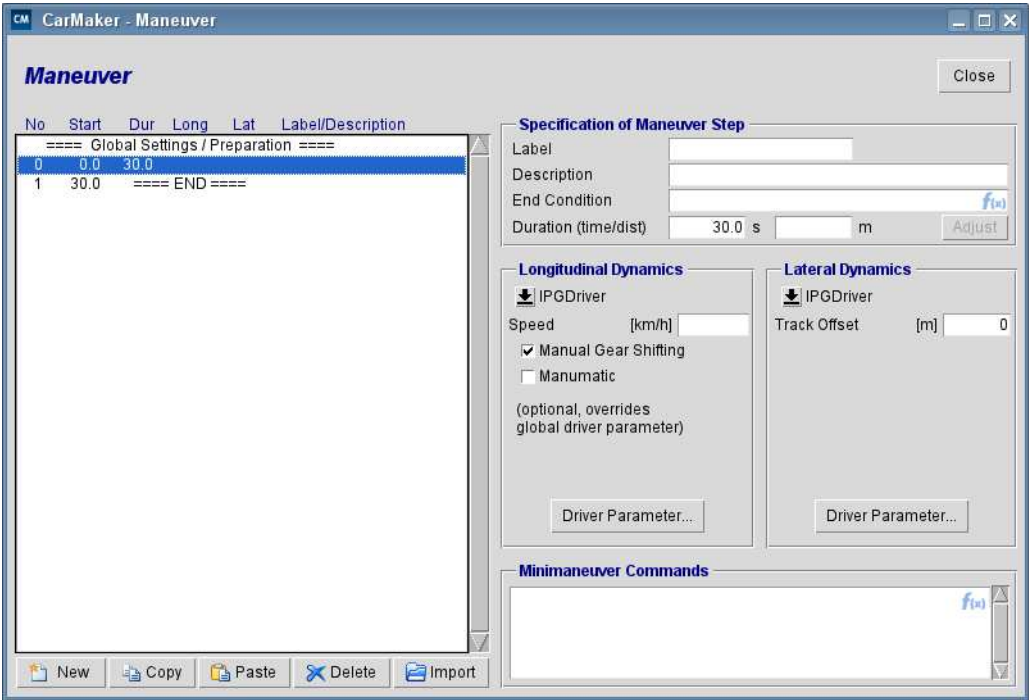 CM CarMaker - Maneuver
Maneuver
Close
No Start Dur Long Lat Label/Description
==== Global Settings / Preparation ====
0 0.0 30.0
1 30.0 ==== END ====
New Copy Paste Delete Import
Specification of Maneuver Step
Label
Description
End Condition f(x)
Duration (time/dist) 30.0 s m Adjust
Longitudinal Dynamics
IPGDriver
Speed [km/h]
Manual Gear Shifting
Manumatic
(optional, overrides
global driver parameter)
Driver Parameter...
Lateral Dynamics
IPGDriver
Track Offset [m] 0
Driver Parameter...
Minimaneuver Commands
f(x)